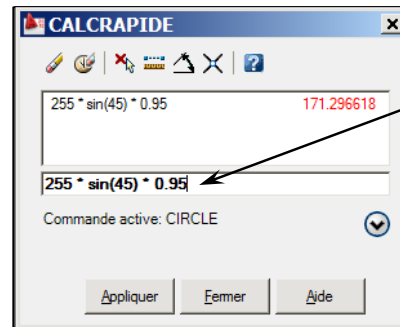 CALCRAPIDE
255 * sin(45) * 0.95 171.296618
255 * sin(45) * 0.95
Commande active: CIRCLE
Appliquer Fermer Aide